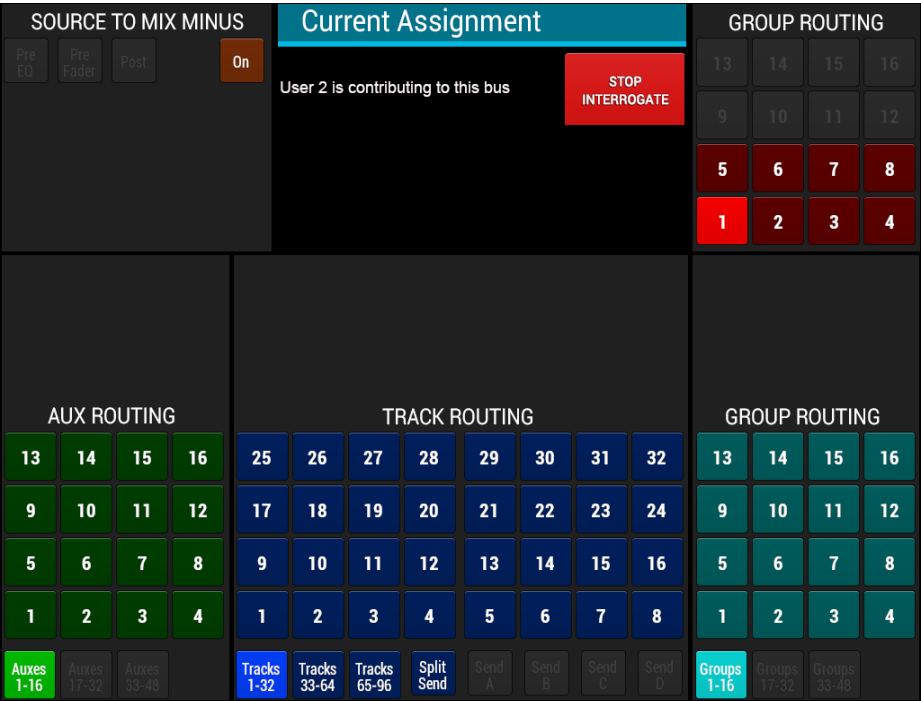 SOURCE TO MIX MINUS
Pre EQ
Pre Fader
Post
On
Current Assignment
User 2 is contributing to this bus
STOP
INTERROGATE
GROUP ROUTING
13 14 15 16
9 10 11 12
5 6 7 8
1 2 3 4
AUX ROUTING
13 14 15 16
9 10 11 12
5 6 7 8
1 2 3 4
Auxes 1-16
Auxes 17-32
Auxes 33-48
TRACK ROUTING
25 26 27 28 29 30 31 32
17 18 19 20 21 22 23 24
9 10 11 12 13 14 15 16
1 2 3 4 5 6 7 8
Tracks 1-32
Tracks 33-64
Tracks 65-96
Split Send
Send A
Send B
Send C
Send D
GROUP ROUTING
13 14 15 16
9 10 11 12
5 6 7 8
1 2 3 4
Groups 1-16
Groups 17-32
Groups 33-48